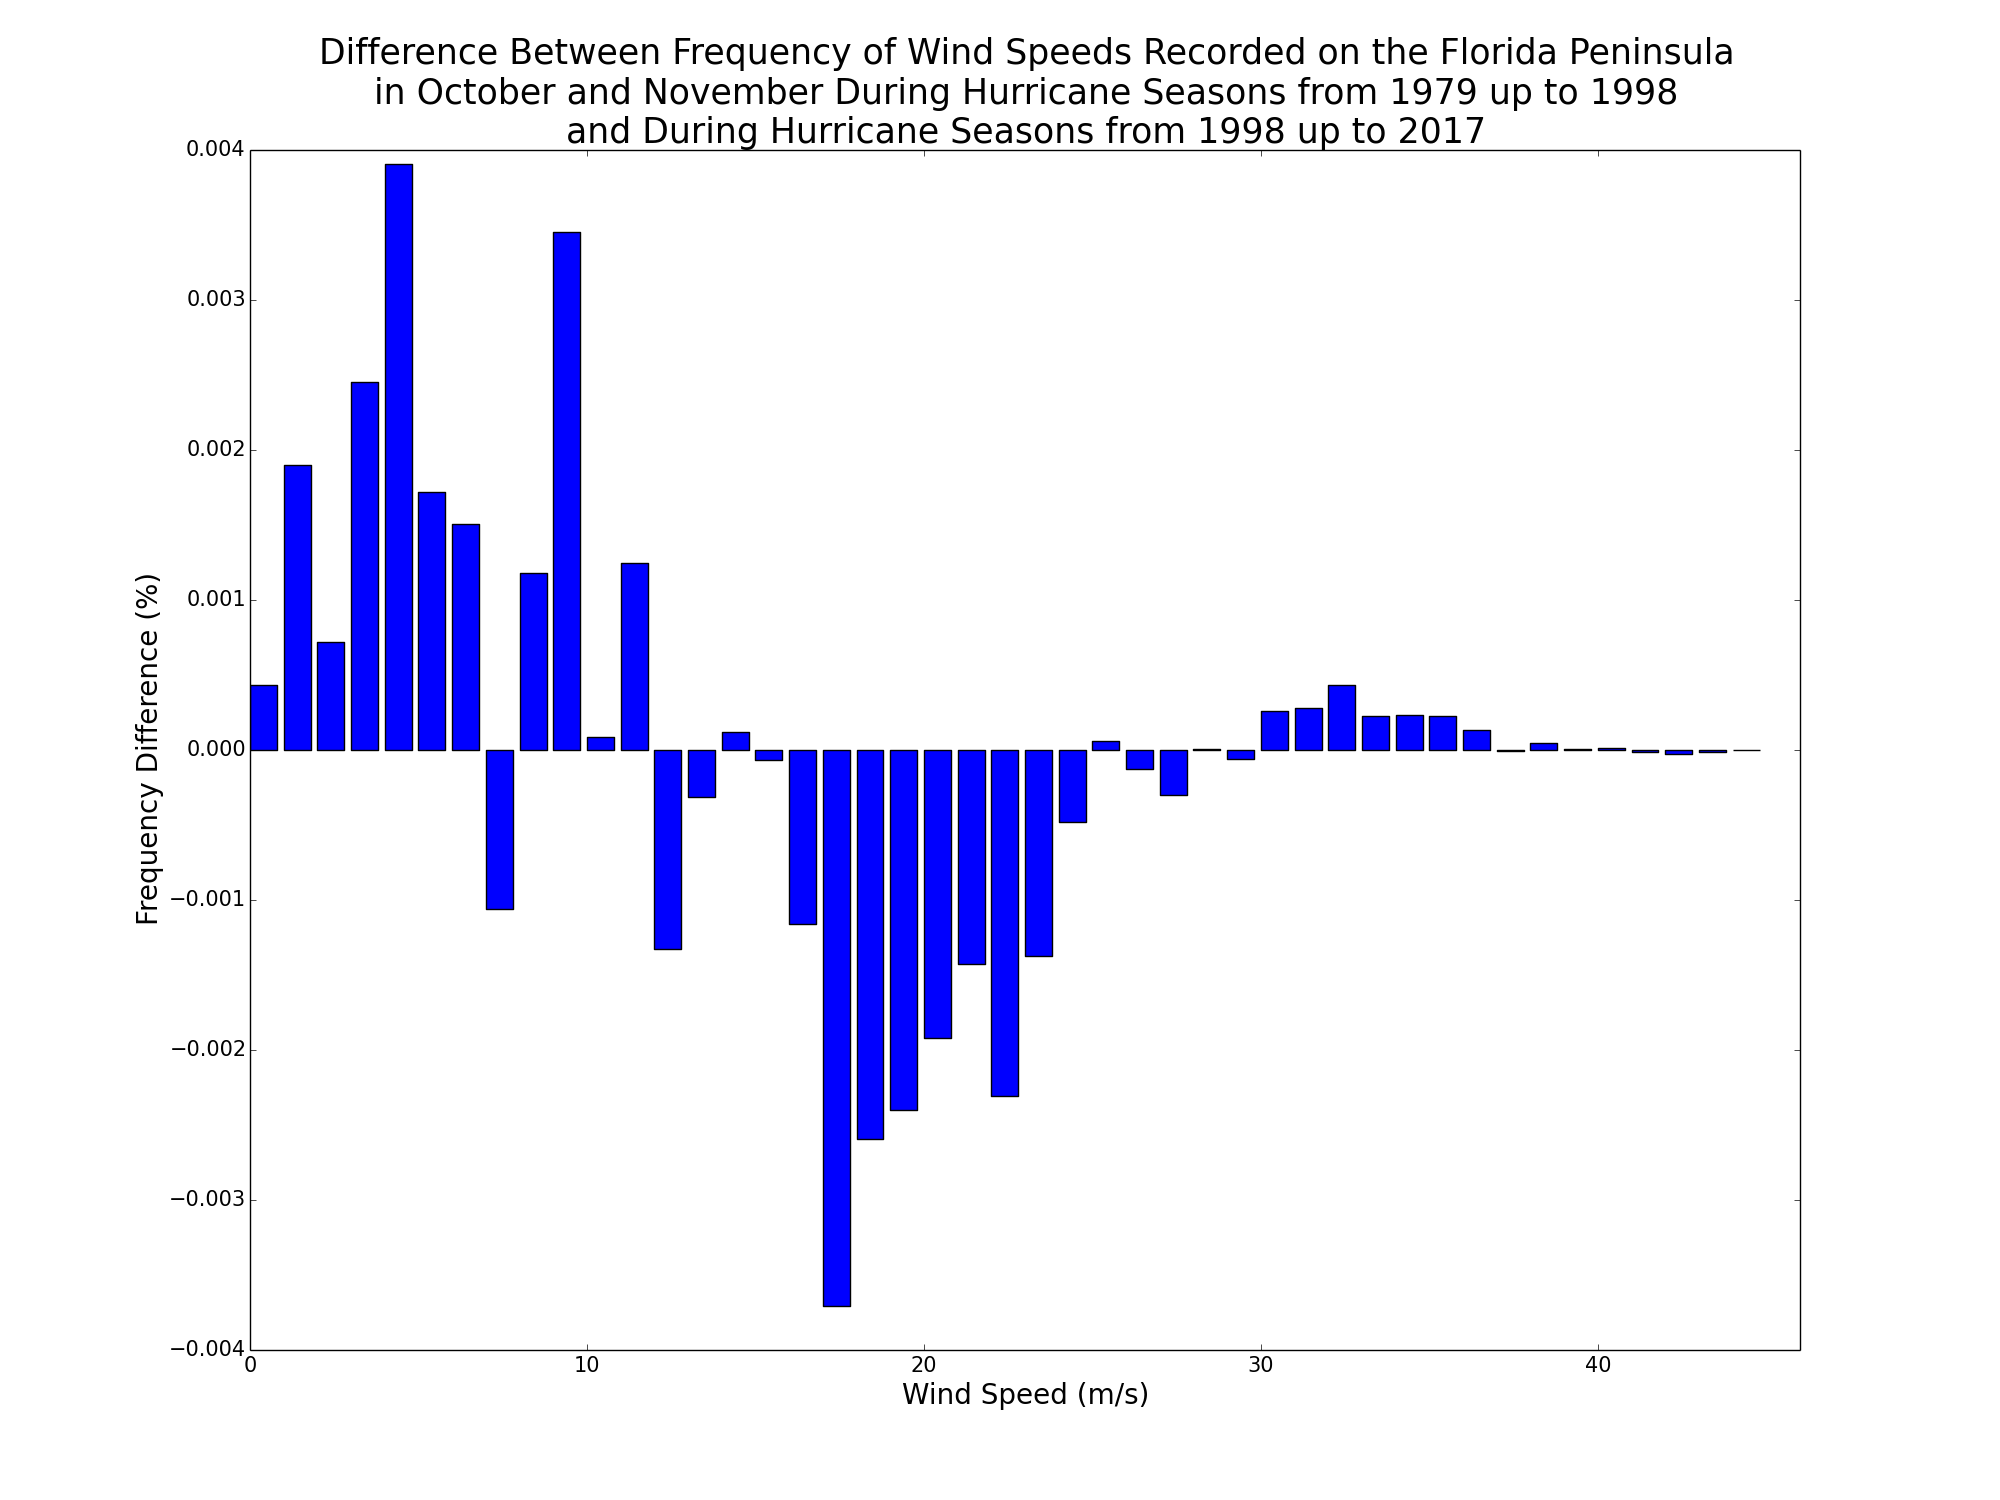 Difference Between Frequency of Wind Speeds Recorded on the Florida Peninsula
in October and November During Hurricane Seasons from 1979 up to 1998
and During Hurricane Seasons from 1998 up to 2017
0.004
0.003
0.002
0.001
0.000
−0.001
−0.002
−0.003
−0.004
Frequency Difference (%)
0 10 20 30 40
Wind Speed (m/s)